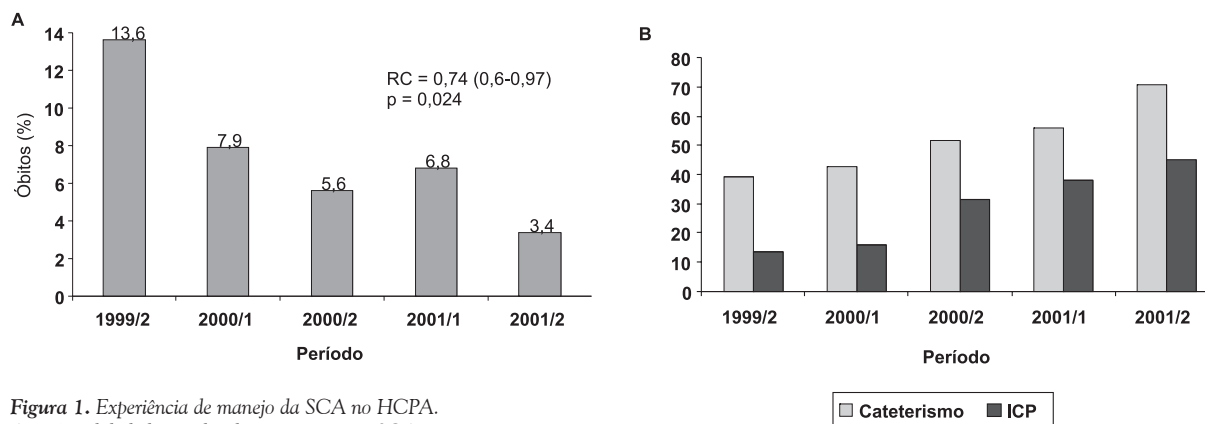 A
14
12
10
8
6
4
2
0
Óbitos (%)
13,6
7,9
5,6
6,8
3,4
RC = 0,74 (0,6-0,97)
p = 0,024
1999/2 2000/1 2000/2 2001/1 2001/2
Período
B
80
70
60
50
40
30
20
10
0
1999/2 2000/1 2000/2 2001/1 2001/2
Período
Cateterismo ICP
Figura 1. Experiência de manejo da SCA no HCPA.